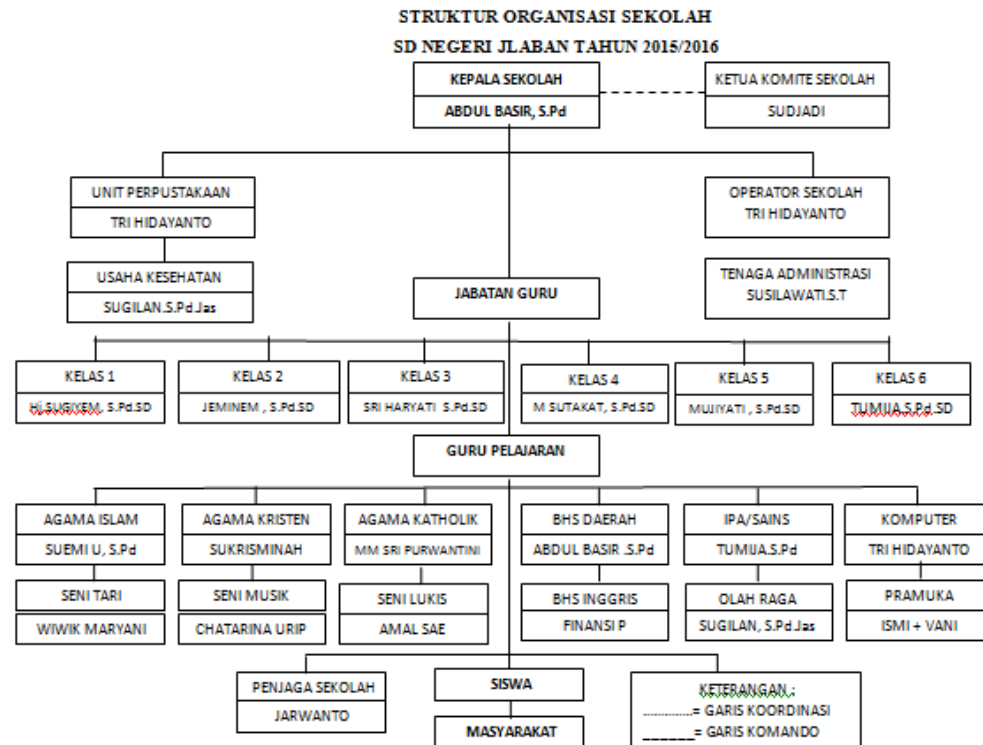 STRUKTUR ORGANISASI SEKOLAH
SD NEGERI JLABAN TAHUN 2015/2016
KEPALA SEKOLAH
ABDUL BASIR, S.Pd
KETUA KOMITE SEKOLAH
SUDJADI
UNIT PERPUSTAKAAN
TRI HIDAYANTO
OPERATOR SEKOLAH
TRI HIDAYANTO
USAHA KESEHATAN
SUGILAN.S.Pd.Jas
JABATAN GURU
TENAGA ADMINISTRASI
SUSILAWATI.S.T
KELAS 1
Hj.SUGIYEM, S.Pd.SD
KELAS 2
JEMINEM , S.Pd.SD
KELAS 3
SRI HARYATI S.Pd.SD
KELAS 4
M SUTAKAT, S.Pd.SD
KELAS 5
MUJIYATI , S.Pd.SD
KELAS 6
TUMIJA.S.Pd.SD
GURU PELAJARAN
AGAMA ISLAM
SUEMI U, S.Pd
AGAMA KRISTEN
SUKRISMINAH
AGAMA KATHOLIK
MM SRI PURWANTINI
BHS DAERAH
ABDUL BASIR .S.Pd
IPA/SAINS
TUMIJA.S.Pd
KOMPUTER
TRI HIDAYANTO
SENI TARI
WIWIK MARYANI
SENI MUSIK
CHATARINA URIP
SENI LUKIS
AMAL SAE
BHS INGGRIS
FINANSI P
OLAH RAGA
SUGILAN, S.Pd.Jas
PRAMUKA
ISMI + VANI
PENJAGA SEKOLAH
JARWANTO
SISWA
MASYARAKAT
KETERANGAN :
............= GARIS KOORDINASI
______= GARIS KOMANDO